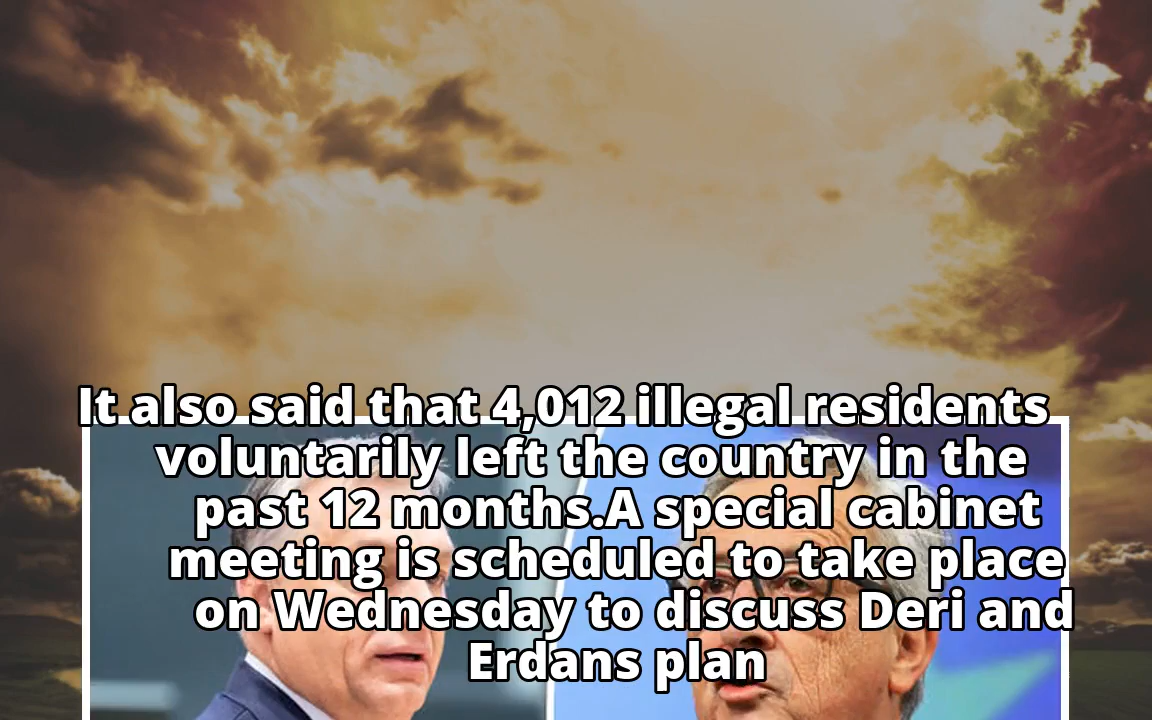 It also said that 4,012 illegal residents
voluntarily left the country in the
past 12 months.A special cabinet
meeting is scheduled to take place
on Wednesday to discuss Deri and
Erdans plan